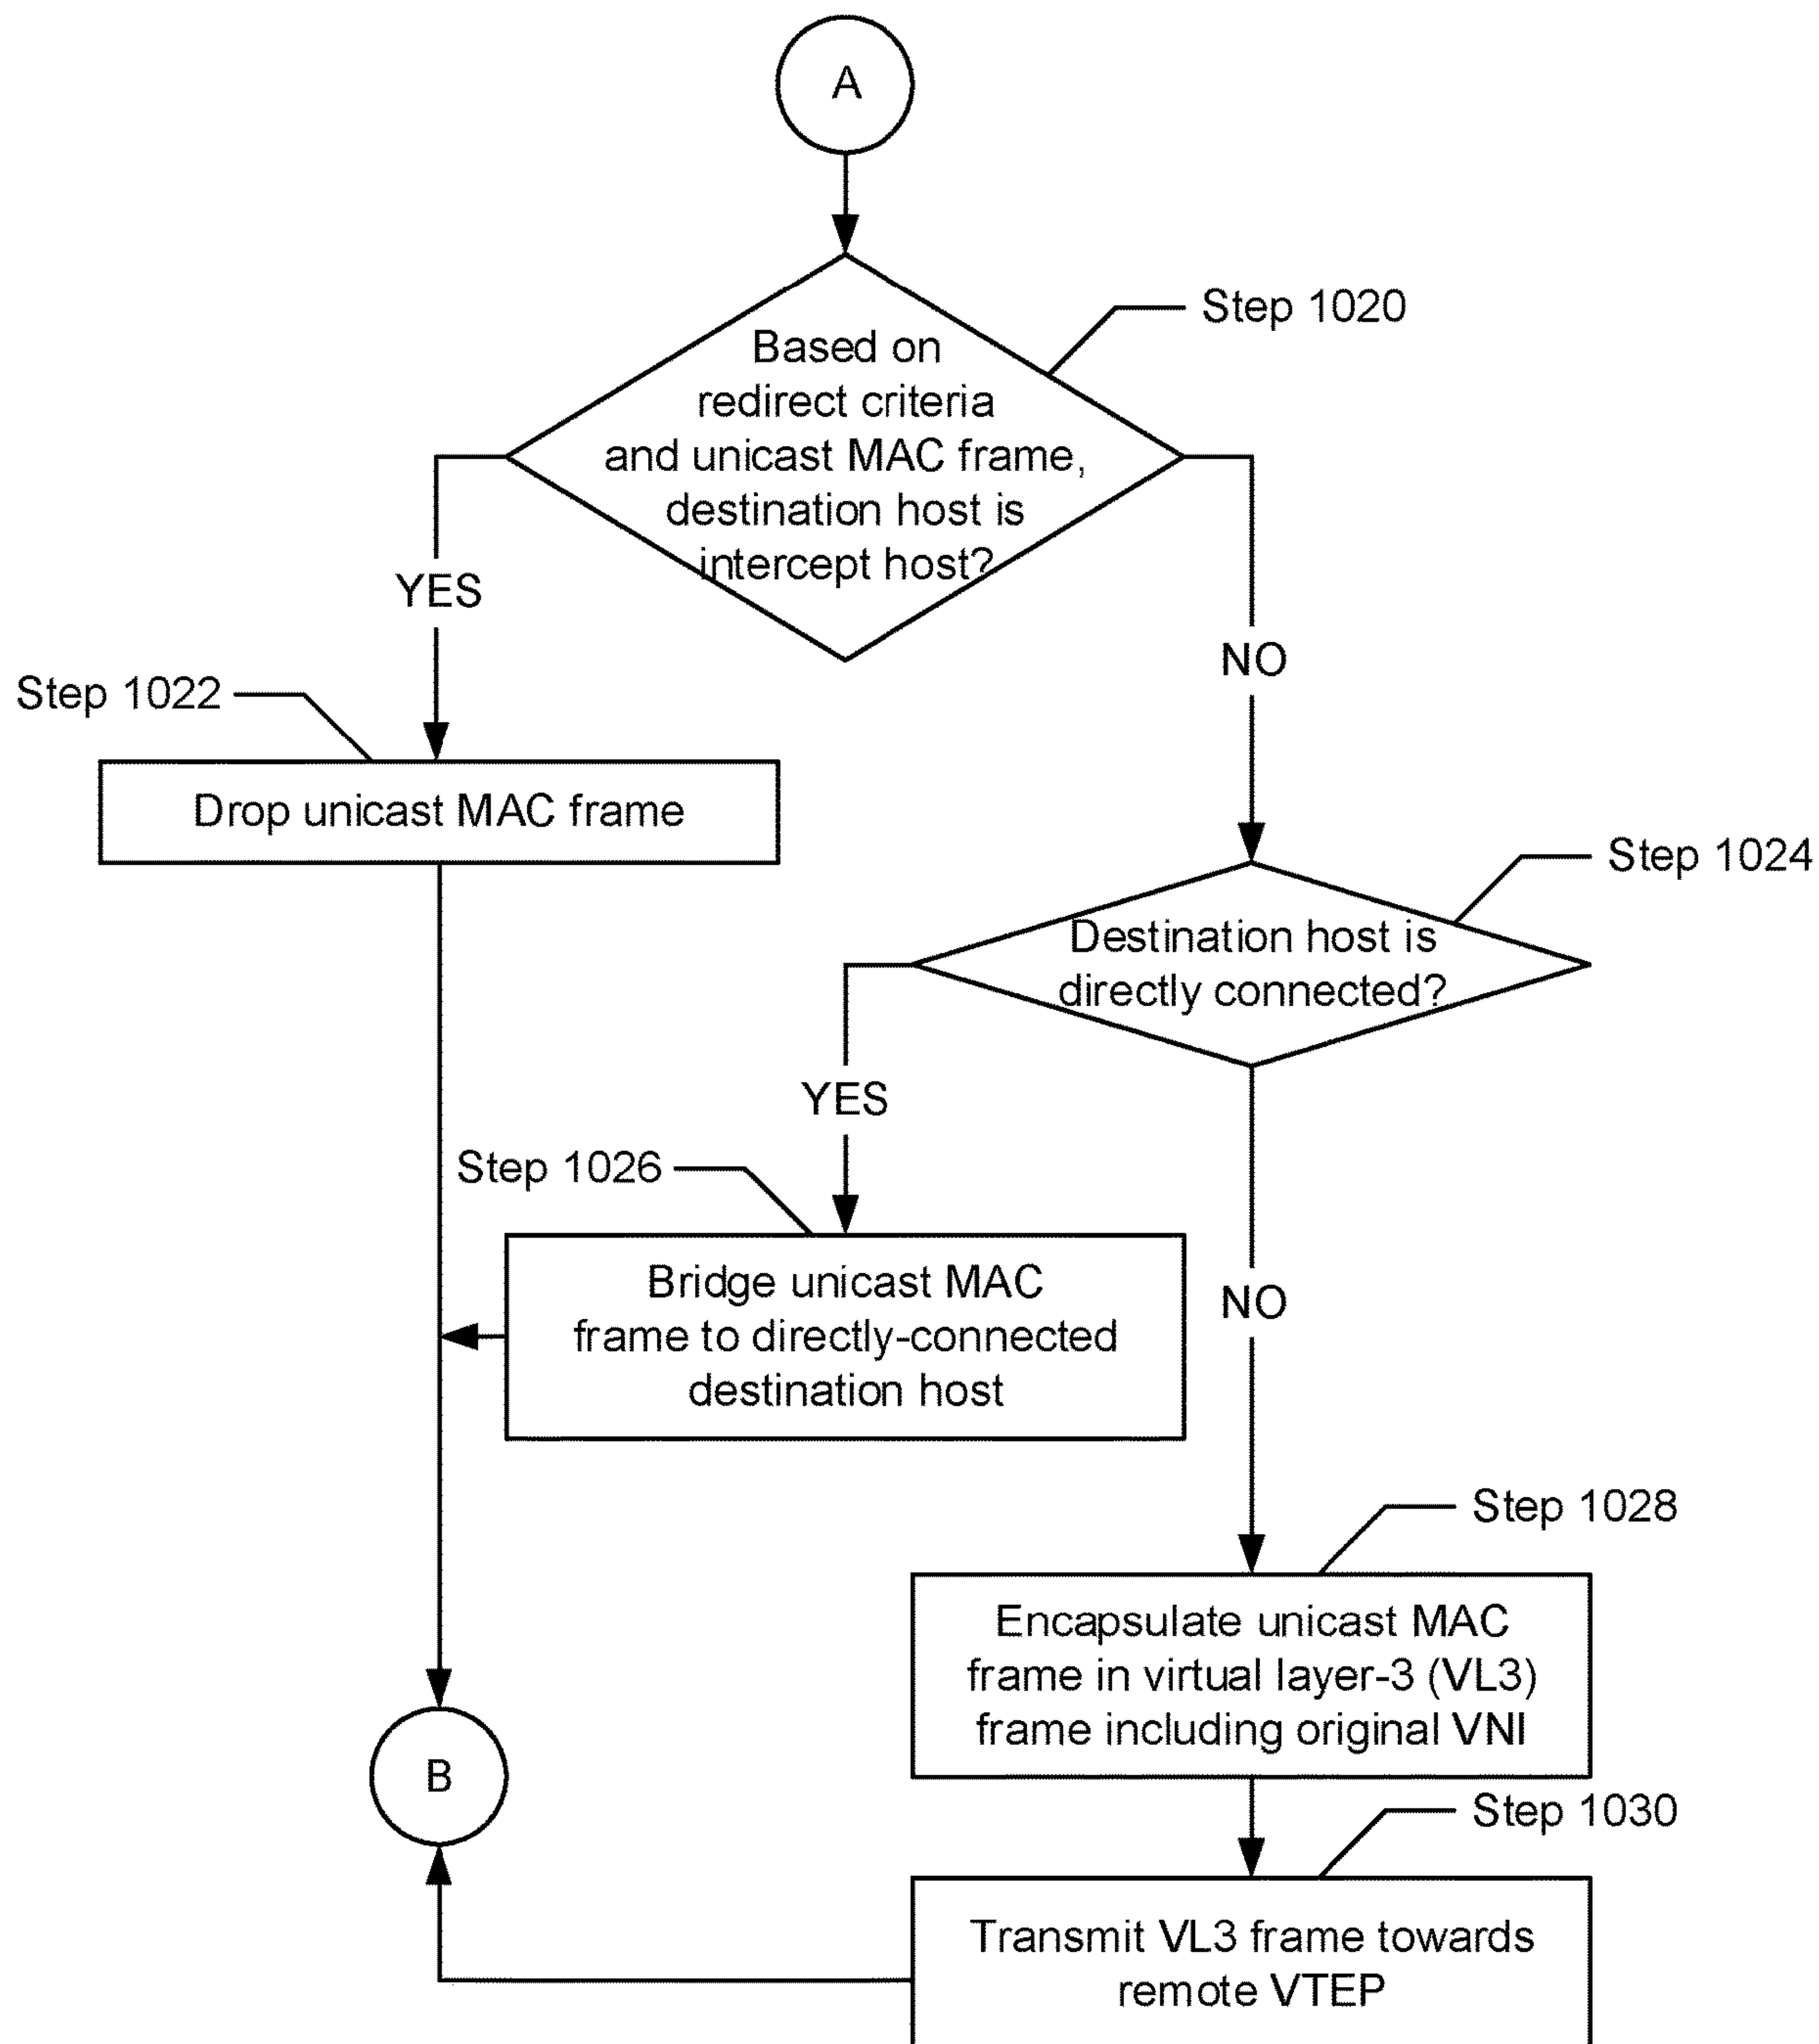 A
Step 1020
Based on
redirect criteria
and unicast MAC frame,
destination host is
intercept host?
YES
NO
Step 1022
Drop unicast MAC frame
Step 1024
Destination host is
directly connected?
YES
Step 1026
Bridge unicast MAC
frame to directly-connected
destination host
NO
Step 1028
Encapsulate unicast MAC
frame in virtual layer-3 (VL3)
frame including original VNI
B
Step 1030
Transmit VL3 frame towards
remote VTEP